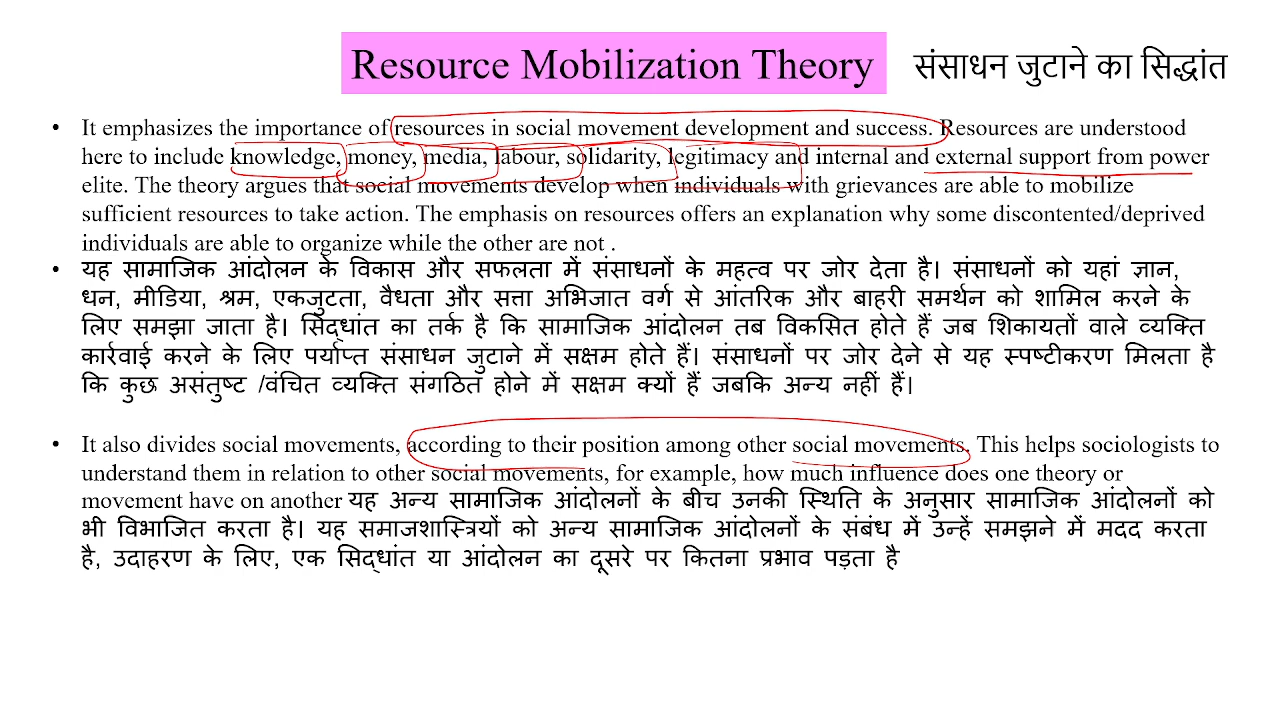 Resource Mobilization Theory संसाधन जुटाने का सिद्धांत
• It emphasizes the importance of resources in social movement development and success. Resources are understood
here to include knowledge, money, media, labour, solidarity, legitimacy and internal and external support from power
elite. The theory argues that social movements develop when individuals with grievances are able to mobilize
sufficient resources to take action. The emphasis on resources offers an explanation why some discontented/deprived
individuals are able to organize while the other are not .
• यह सामाजिक आंदोलन के विकास और सफलता में संसाधनों के महत्व पर जोर देता है। संसाधनों को यहां ज्ञान,
धन, मीडिया, श्रम, एकजुटता, वैधता और सत्ता अभिजात वर्ग से आंतरिक और बाहरी समर्थन को शामिल करने के
लिए समझा जाता है। सिद्धांत का तर्क है कि सामाजिक आंदोलन तब विकसित होते हैं जब शिकायतों वाले व्यक्ति
कार्रवाई करने के लिए पर्याप्त संसाधन जुटाने में सक्षम होते हैं। संसाधनों पर जोर देने से यह स्पष्टीकरण मिलता है
कि कुछ असंतुष्ट /वंचित व्यक्ति संगठित होने में सक्षम क्यों हैं जबकि अन्य नहीं हैं।
• It also divides social movements, according to their position among other social movements. This helps sociologists to
understand them in relation to other social movements, for example, how much influence does one theory or
movement have on another यह अन्य सामाजिक आंदोलनों के बीच उनकी स्थिति के अनुसार सामाजिक आंदोलनों को
भी विभाजित करता है। यह समाजशास्त्रियों को अन्य सामाजिक आंदोलनों के संबंध में उन्हें समझने में मदद करता
है, उदाहरण के लिए, एक सिद्धांत या आंदोलन का दूसरे पर कितना प्रभाव पड़ता है